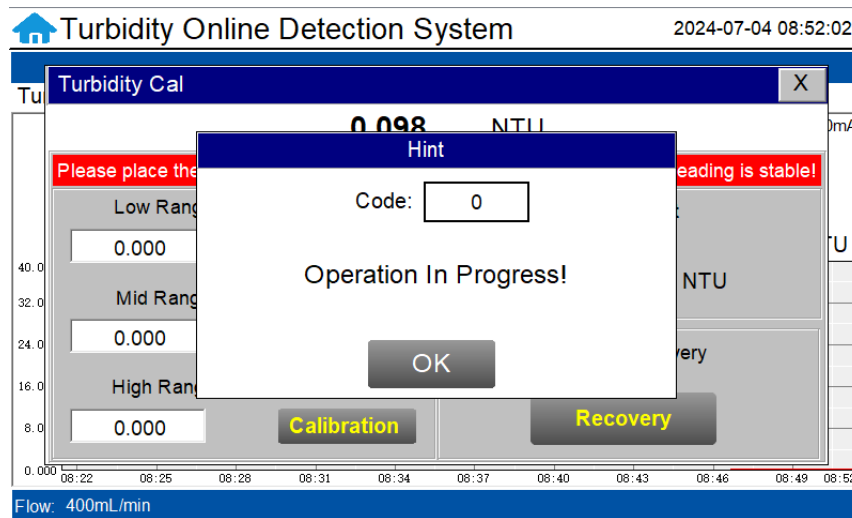 Turbidity Online Detection System
2024-07-04 08:52:02
Turbidity Cal
X
0.098 NTU
Hint
Please place the
eading is stable!
Code: 0
Operation In Progress!
OK
Low Rang
0.000
NTU
Mid Rang
0.000
very
High Rang
0.000
Calibration
Recovery
40.0
32.0
24.0
16.0
8.0
0.000
08:22 08:25 08:28 08:31 08:34 08:37 08:40 08:43 08:46 08:49 08:52
Flow: 400mL/min